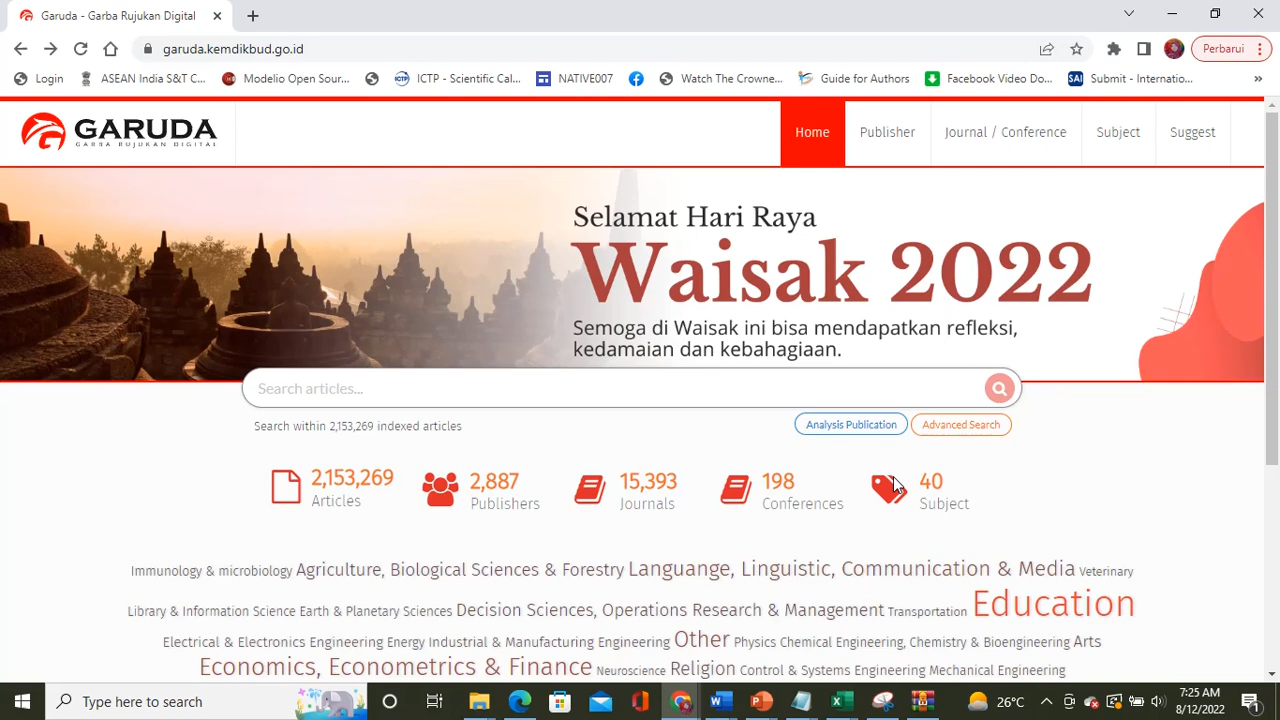 Garuda - Garba Rujukan Digital
garuda.kemdikbud.go.id
Perbarui
Login
ASEAN India S&T C...
Modelio Open Sour...
ICTP - Scientific Cal...
NATIVE007
Watch The Crowne...
Guide for Authors
Facebook Video Do...
Submit - Internatio...
GARUDA
GARBA RUJUKAN DIGITAL
Home
Publisher
Journal / Conference
Subject
Suggest
Selamat Hari Raya
Waisak 2022
Semoga di Waisak ini bisa mendapatkan refleksi,
kedamaian dan kebahagiaan.
Search articles...
Search within 2,153,269 indexed articles
Analysis Publication
Advanced Search
2,153,269
Articles
2,887
Publishers
15,393
Journals
198
Conferences
40
Subject
Immunology & microbiology Agriculture, Biological Sciences & Forestry Languange, Linguistic, Communication & Media Veterinary
Library & Information Science Earth & Planetary Sciences Decision Sciences, Operations Research & Management Transportation Education
Electrical & Electronics Engineering Energy Industrial & Manufacturing Engineering Other Physics Chemical Engineering, Chemistry & Bioengineering Arts
Economics, Econometrics & Finance Neuroscience Religion Control & Systems Engineering Mechanical Engineering
Type here to search
26°C
7:25 AM
8/12/2022